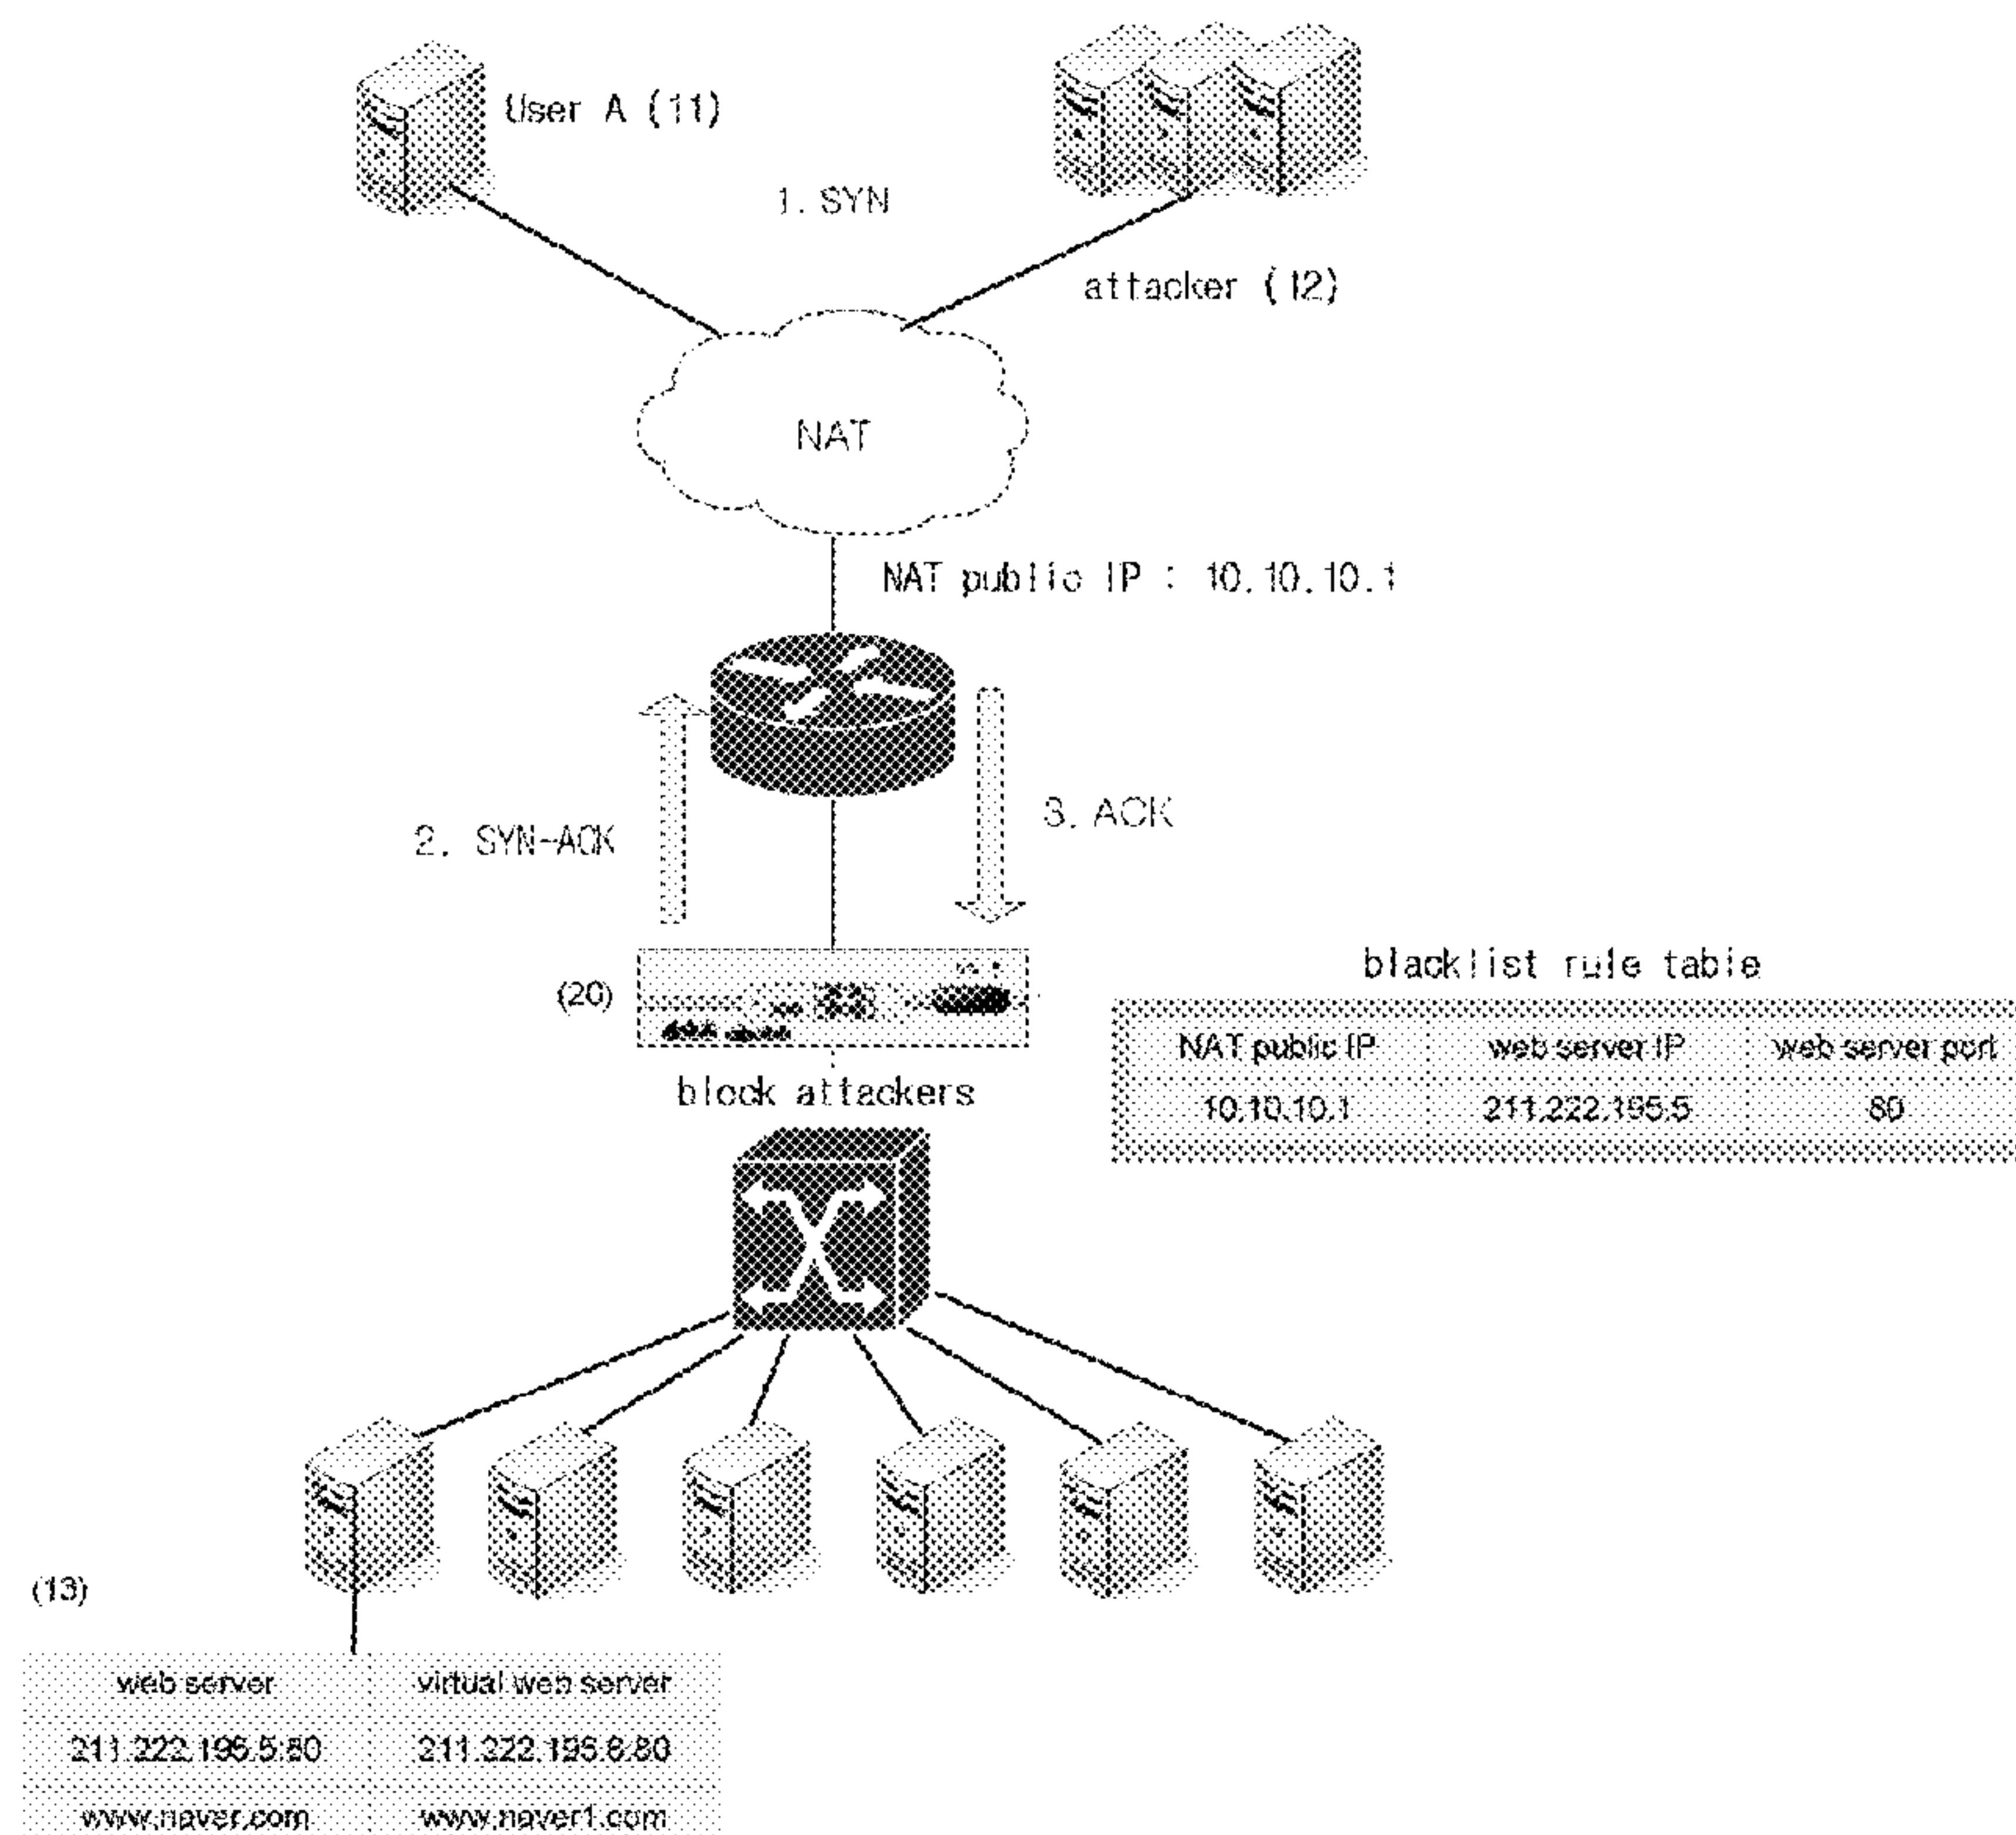 User A (11)
1. SYN
attacker (12)
NAT
NAT public IP : 10.10.10.1
2. SYN-ACK
3. ACK
(20)
block attackers
blacklist rule table
NAT public IP web server IP web server port
10.10.10.1 211.222.195.5 80
(13)
web server virtual web server
211.222.195.5:80 211.222.195.6:80
www.naver.com www.naver1.com